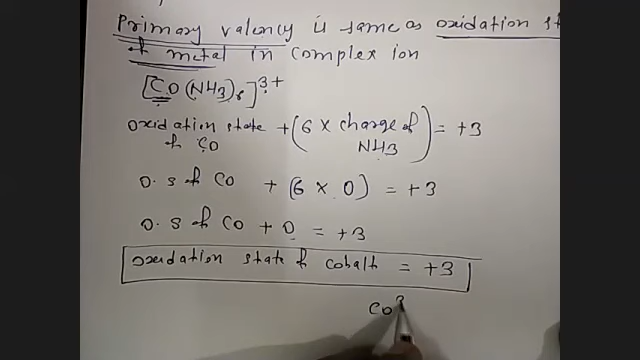 Primary valency is same as oxidation st
of metal in complex ion
[CO(NH3)6]3+
oxidation state + (6 × charge of NH3) = +3
of CO
O.S of CO + (6 × 0) = +3
O.S of CO + 0 = +3
oxidation state of cobalt = +3
CO3